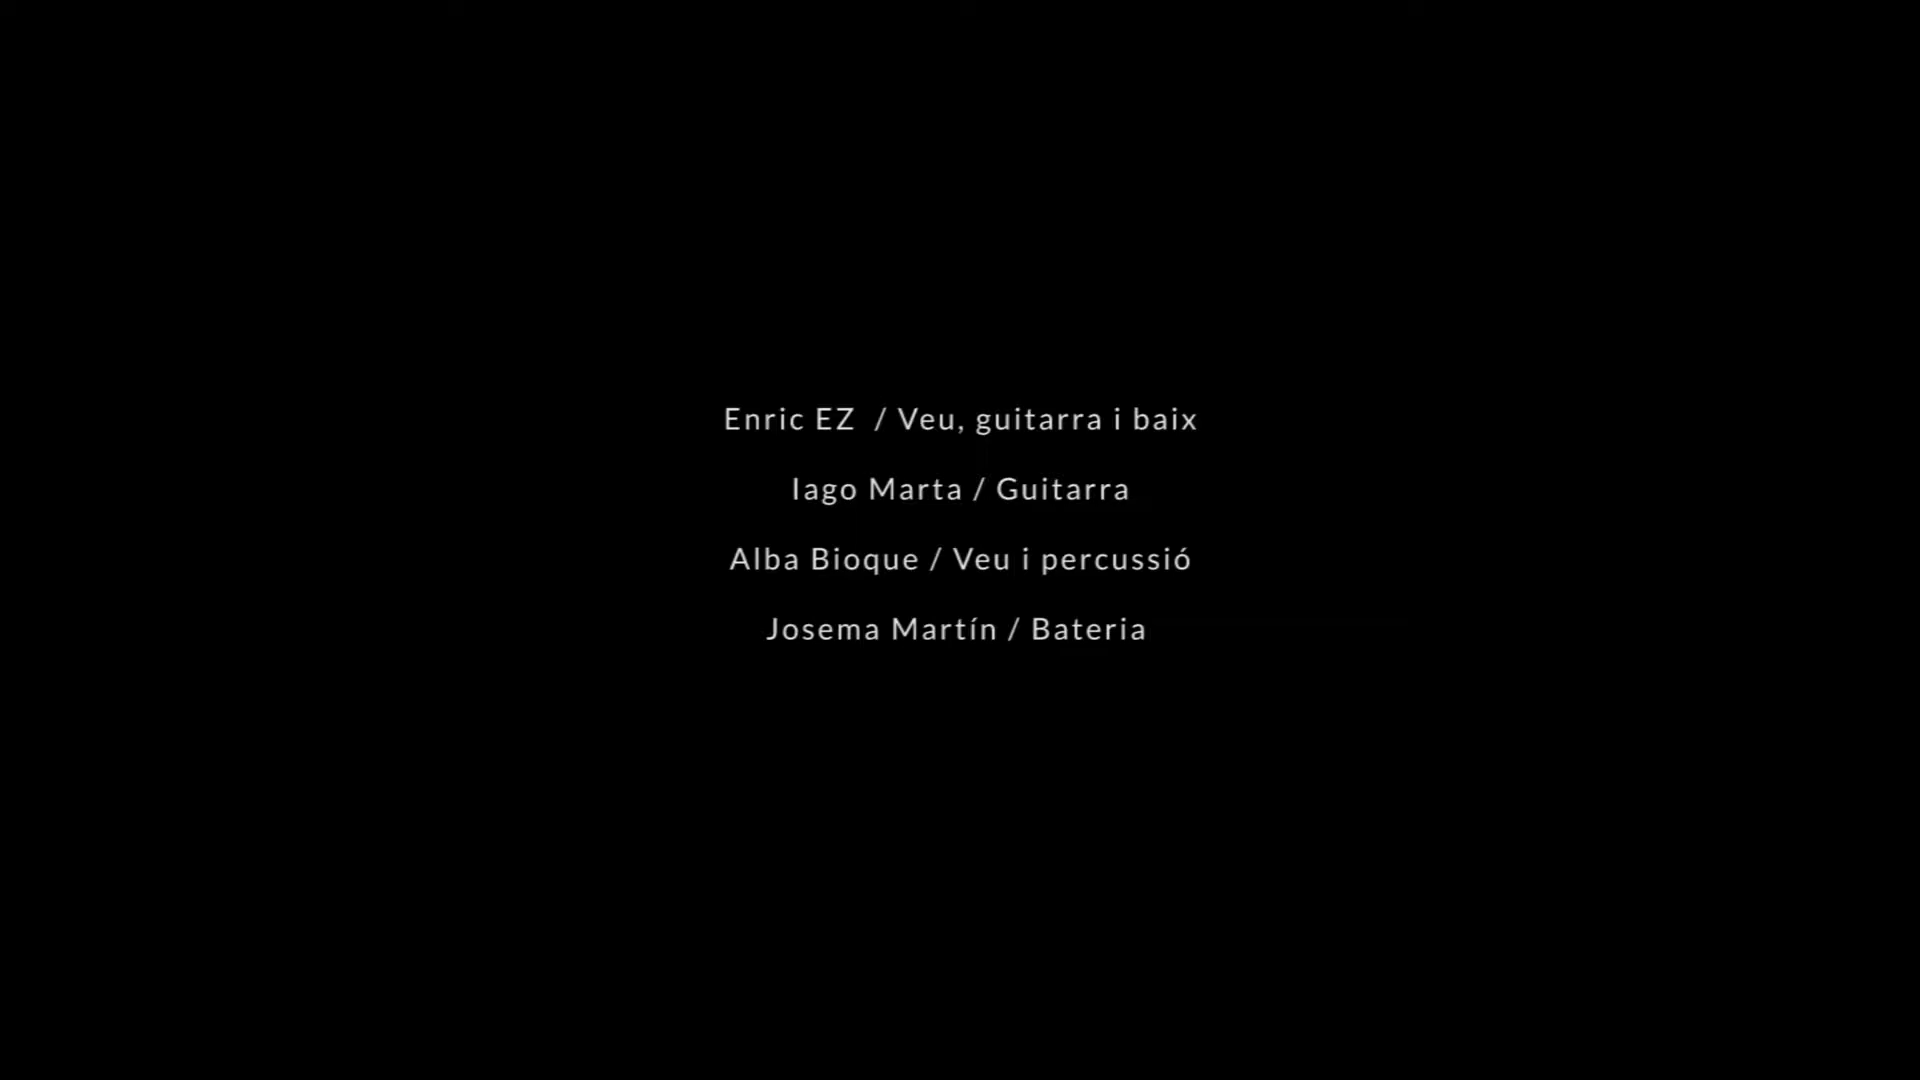 Enric EZ / Veu, guitarra i baix
Iago Marta / Guitarra
Alba Bioque / Veu i percussió
Josema Martín / Bateria